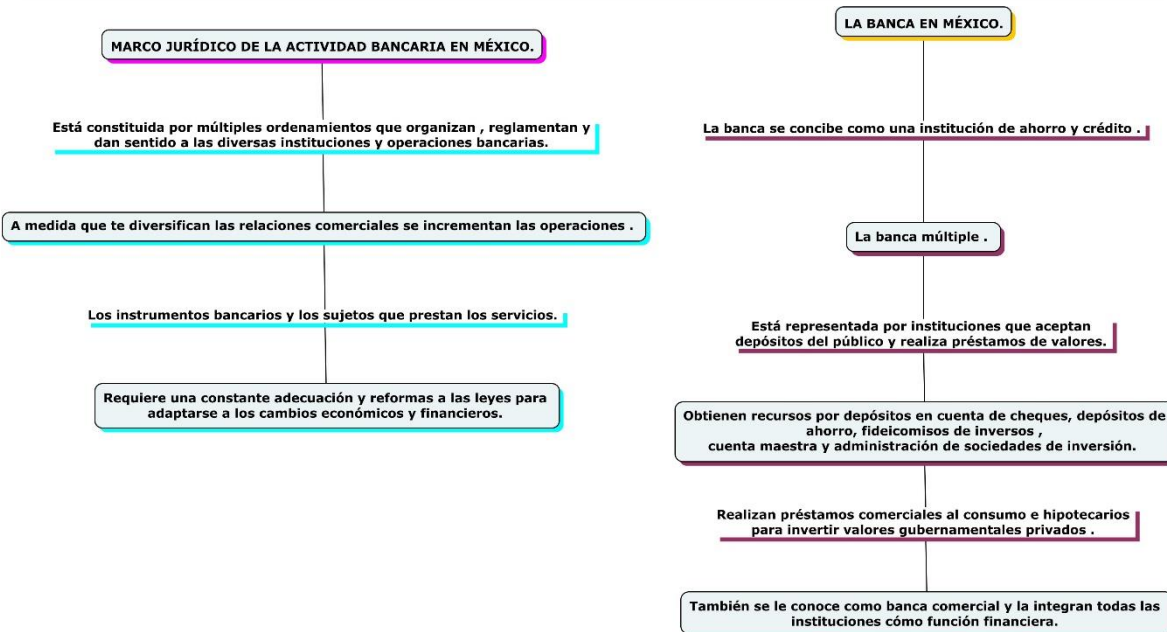 MARCO JURÍDICO DE LA ACTIVIDAD BANCARIA EN MÉXICO.
Está constituida por múltiples ordenamientos que organizan , reglamentan y
dan sentido a las diversas instituciones y operaciones bancarias.
A medida que te diversifican las relaciones comerciales se incrementan las operaciones .
Los instrumentos bancarios y los sujetos que prestan los servicios.
Requiere una constante adecuación y reformas a las leyes para
adaptarse a los cambios económicos y financieros.
LA BANCA EN MÉXICO.
La banca se concibe como una institución de ahorro y crédito .
La banca múltiple .
Está representada por instituciones que aceptan
depósitos del público y realiza préstamos de valores.
Obtienen recursos por depósitos en cuenta de cheques, depósitos de
ahorro, fideicomisos de inversos ,
cuenta maestra y administración de sociedades de inversión.
Realizan préstamos comerciales al consumo e hipotecarios
para invertir valores gubernamentales privados .
También se le conoce como banca comercial y la integran todas las
instituciones cómo función financiera.